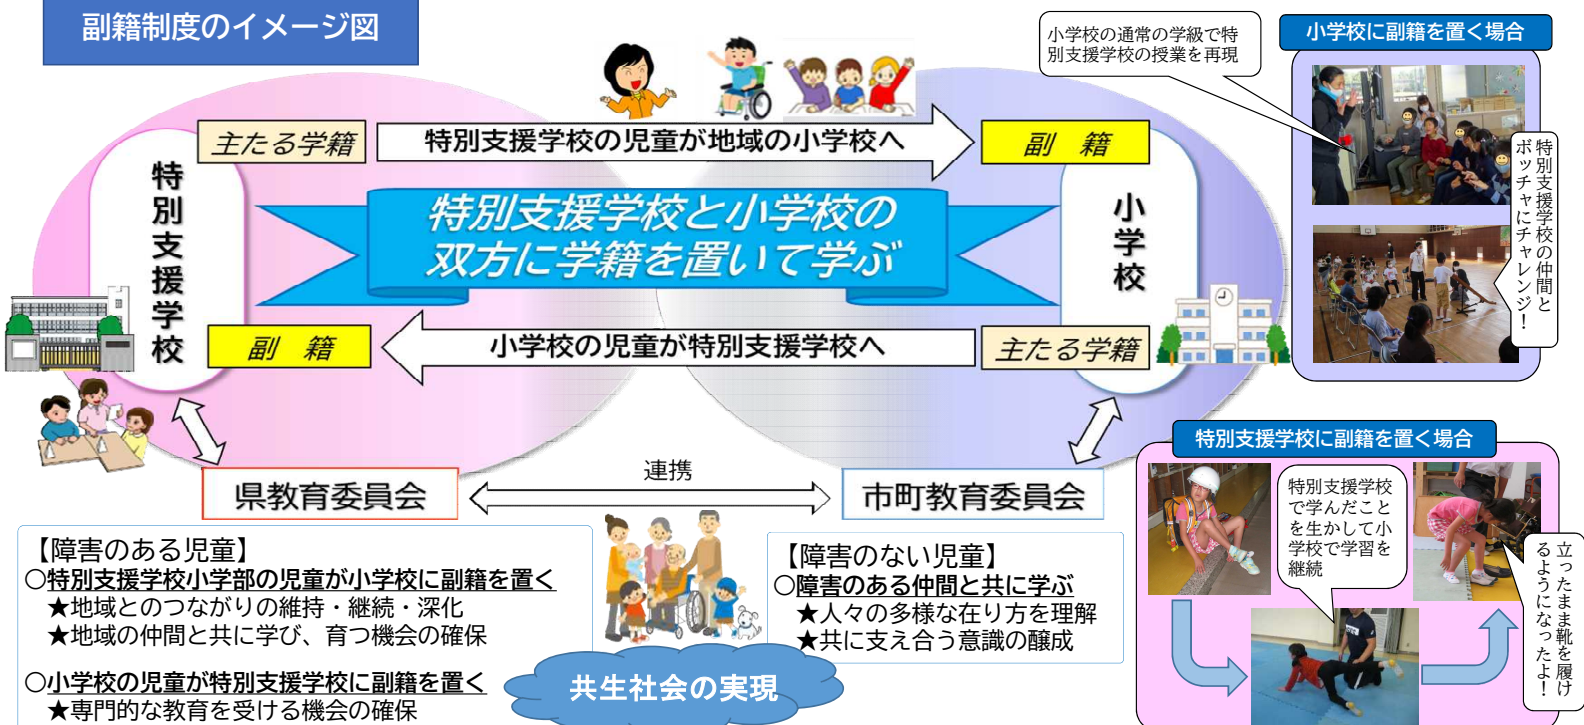 副籍制度のイメージ図
主たる学籍
特別支援学校の児童が地域の小学校へ
副　籍
特別支援学校
特別支援学校と小学校の
双方に学籍を置いて学ぶ
小学校
副　籍
小学校の児童が特別支援学校へ
主たる学籍
県教育委員会
連携
市町教育委員会
【障害のある児童】
○特別支援学校小学部の児童が小学校に副籍を置く
★地域とのつながりの維持・継続・深化
★地域の仲間と共に学び、育つ機会の確保
○小学校の児童が特別支援学校に副籍を置く
★専門的な教育を受ける機会の確保
【障害のない児童】
○障害のある仲間と共に学ぶ
★人々の多様な在り方を理解
★共に支え合う意識の醸成
共生社会の実現
小学校に副籍を置く場合
小学校の通常の学級で特
別支援学校の授業を再現
特別支援学校の仲間と
ボッチャにチャレンジ！
特別支援学校に副籍を置く場合
特別支援学校
で学んだこと
を生かして小
学校で学習を
継続
立ったまま靴を履け
るようになったよ！